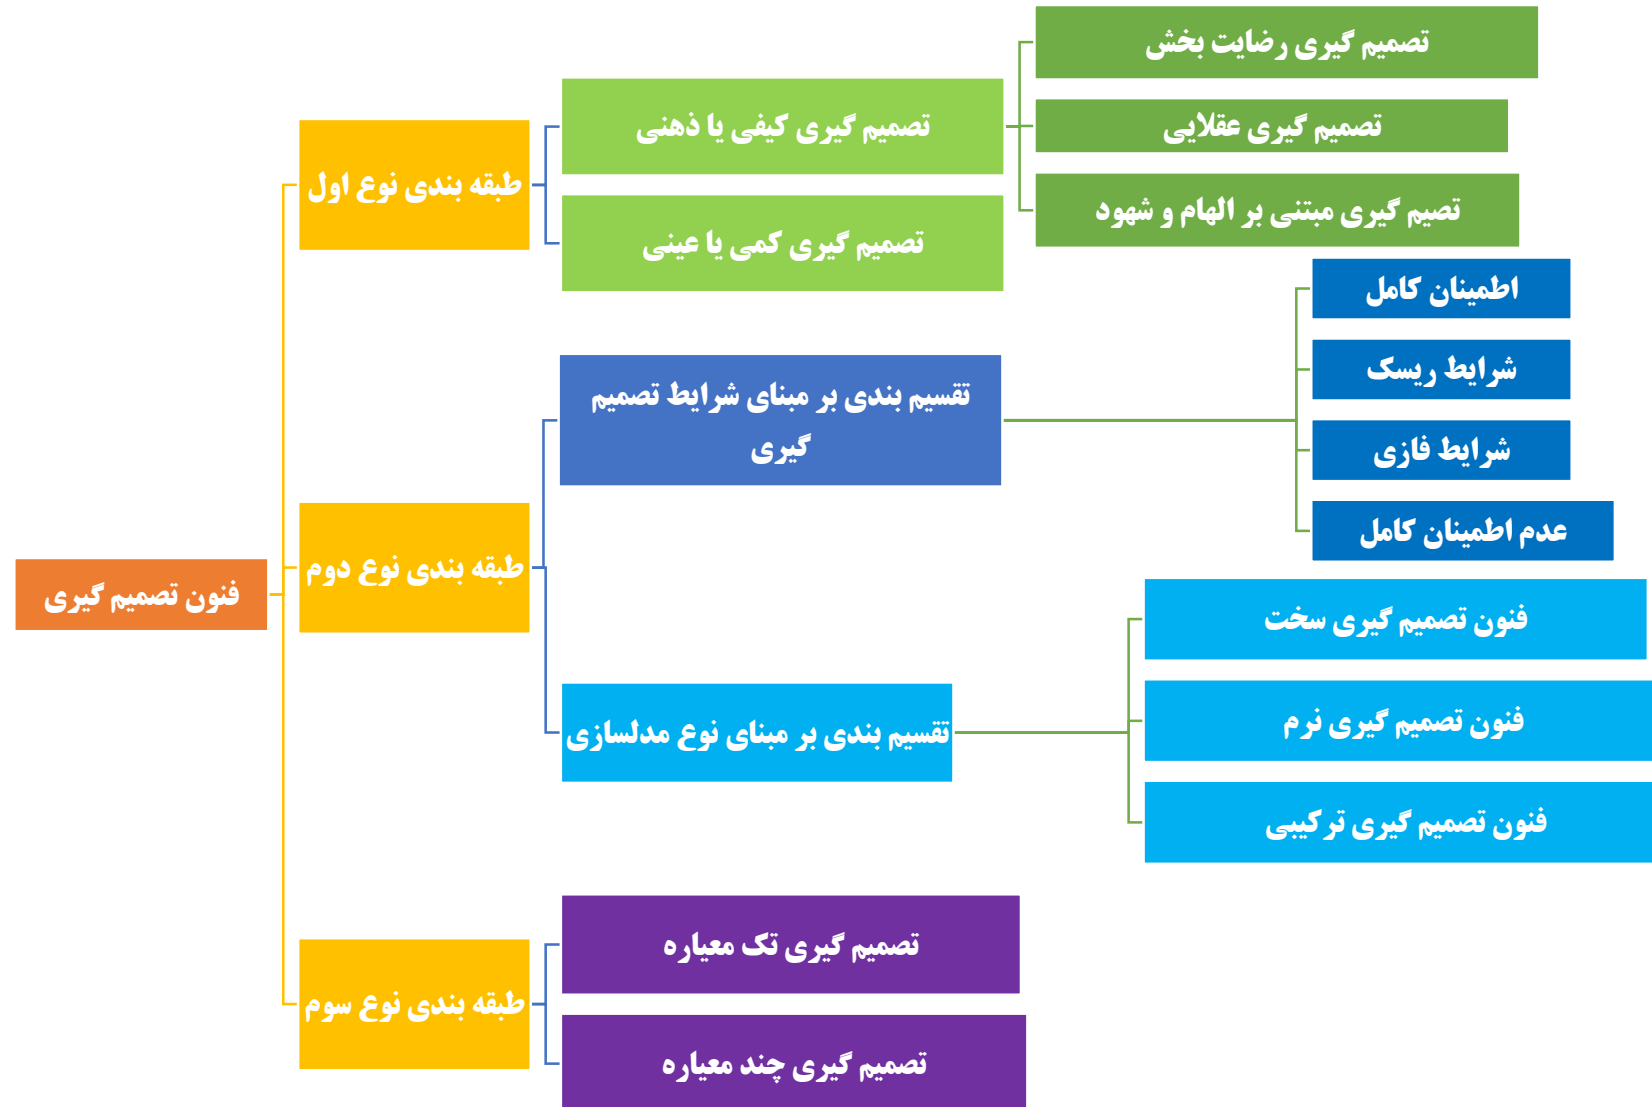 فنون تصمیم گیری
طبقه بندی نوع اول
تصمیم گیری کیفی یا ذهنی
تصمیم گیری رضایت بخش
تصمیم گیری عقلایی
تصیم گیری مبتنی بر الهام و شهود
تصمیم گیری کمی یا عینی
طبقه بندی نوع دوم
تقسیم بندی بر مبنای شرایط تصمیم
گیری
اطمینان کامل
شرایط ریسک
شرایط فازی
عدم اطمینان کامل
تقسیم بندی بر مبنای نوع مدلسازی
فنون تصمیم گیری سخت
فنون تصمیم گیری نرم
فنون تصمیم گیری ترکیبی
طبقه بندی نوع سوم
تصمیم گیری تک معیاره
تصمیم گیری چند معیاره